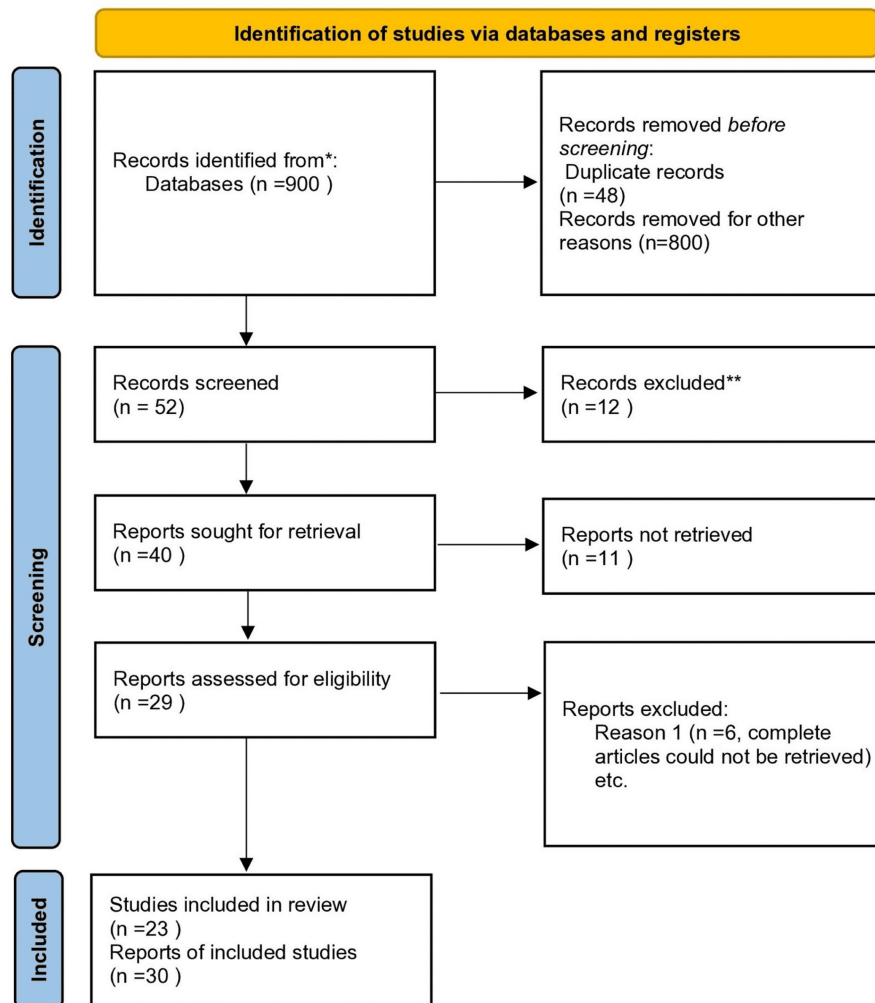 Identification of studies via databases and registers
Identification
Records identified from*:
Databases (n =900 )
Records removed before
screening:
Duplicate records
(n =48)
Records removed for other
reasons (n=800)
Screening
Records screened
(n = 52)
Records excluded**
(n =12 )
Reports sought for retrieval
(n =40 )
Reports not retrieved
(n =11 )
Reports assessed for eligibility
(n =29 )
Reports excluded:
Reason 1 (n =6, complete
articles could not be retrieved)
etc.
Included
Studies included in review
(n =23 )
Reports of included studies
(n =30 )